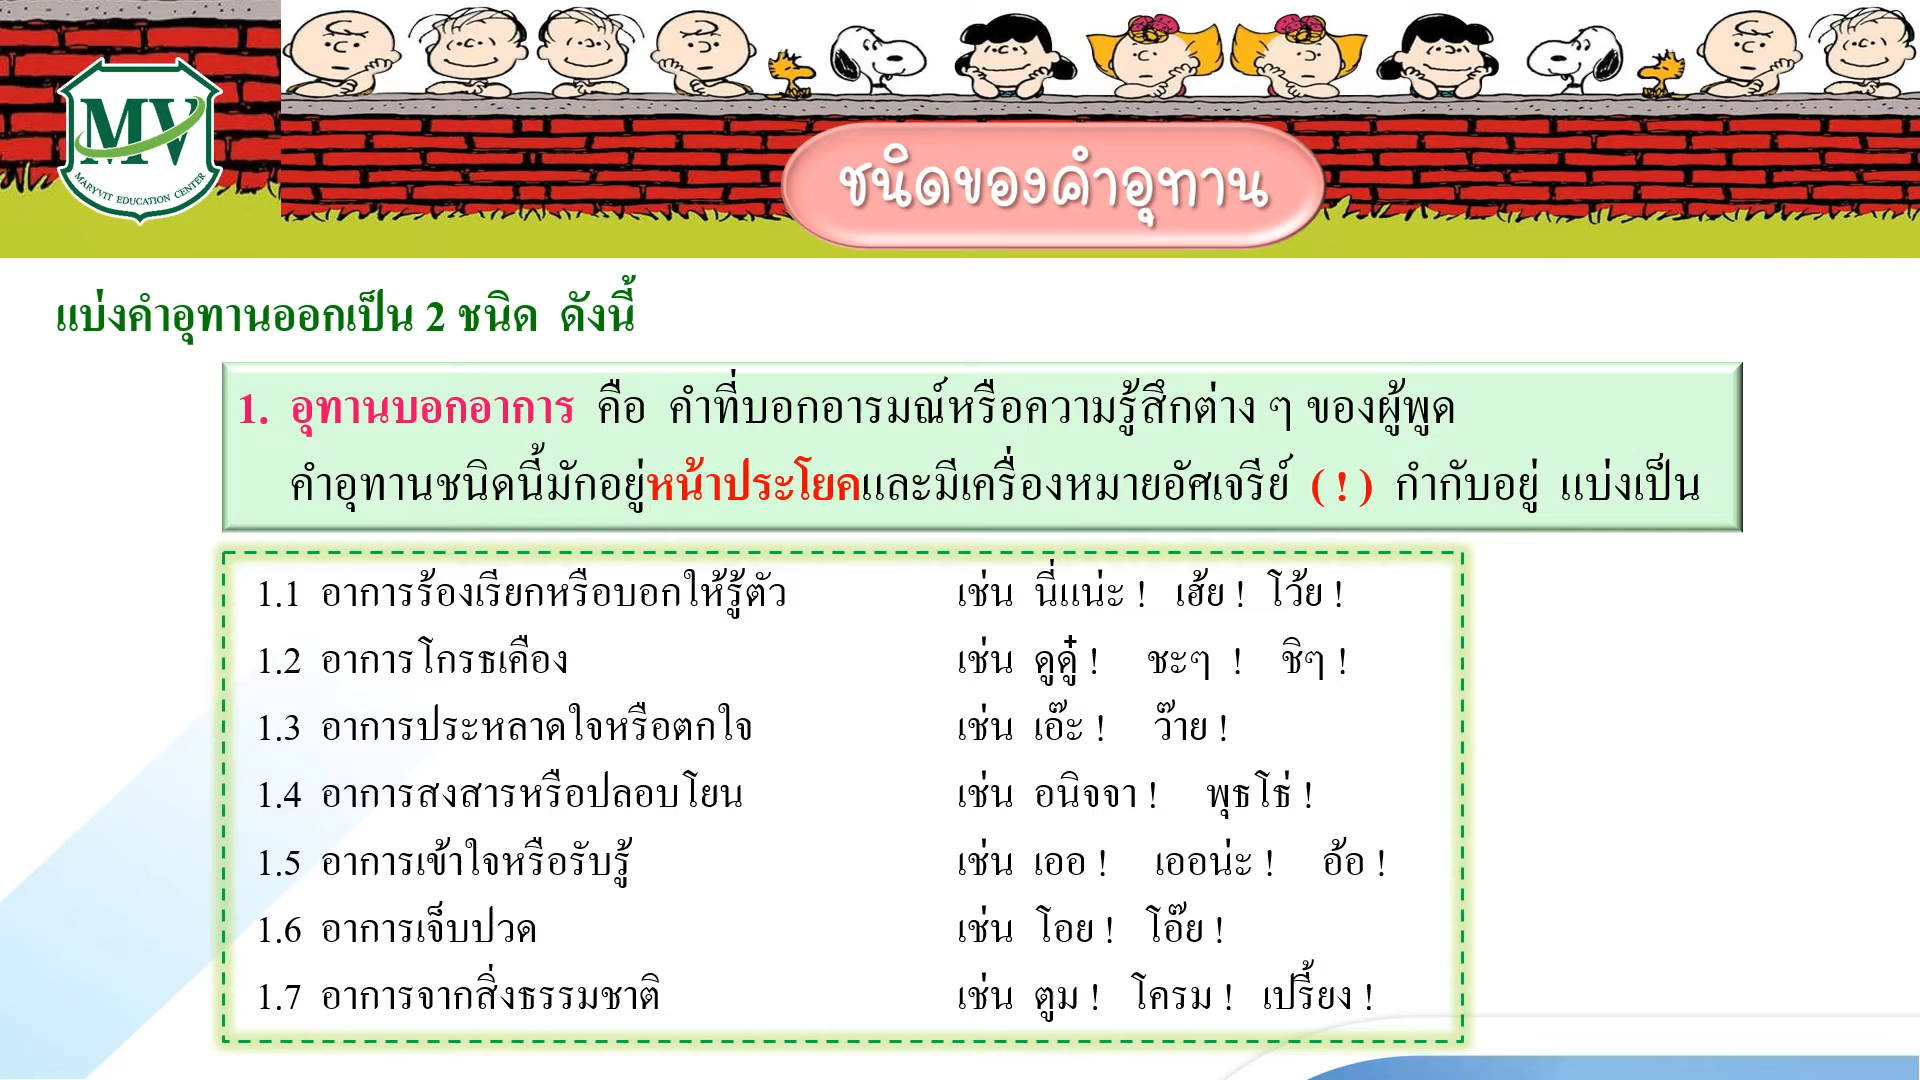 MV
MARYVIT EDUCATION CENTER
ชนิดของคำอุทาน
แบ่งคำอุทานออกเป็น 2 ชนิด ดังนี้
1. อุทานบอกอาการ คือ คำที่บอกอารมณ์หรือความรู้สึกต่าง ๆ ของผู้พูด
คำอุทานชนิดนี้มักอยู่หน้าประโยคและมีเครื่องหมายอัศเจรีย์ ( ! ) กำกับอยู่ แบ่งเป็น
1.1 อาการร้องเรียกหรือบอกให้รู้ตัว เช่น นี่แน่ะ ! เฮ้ย ! โว้ย !
1.2 อาการโกรธเคือง เช่น ดูดู๋ ! ชะๆ ! ชิๆ !
1.3 อาการประหลาดใจหรือตกใจ เช่น เอ๊ะ ! ว๊าย !
1.4 อาการสงสารหรือปลอบโยน เช่น อนิจจา ! พุธโธ่ !
1.5 อาการเข้าใจหรือรับรู้ เช่น เออ ! เออน่ะ ! อ้อ !
1.6 อาการเจ็บปวด เช่น โอย ! โอ๊ย !
1.7 อาการจากสิ่งธรรมชาติ เช่น ตูม ! โครม ! เปรี้ยง !